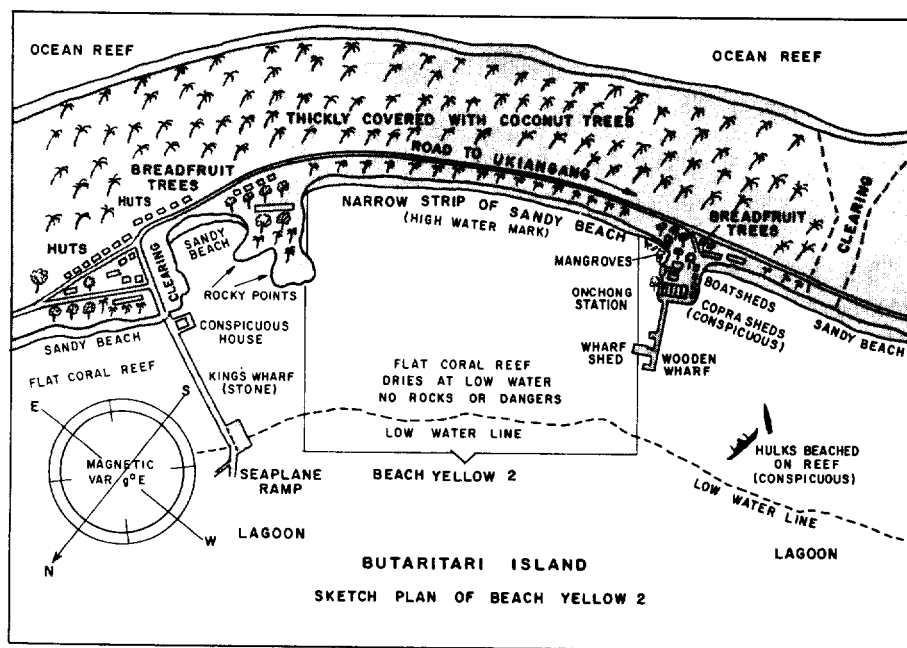 OCEAN REEF
OCEAN REEF
THICKLY COVERED WITH COCONUT TREES
ROAD TO UKIANGANG
BREADFRUIT
TREES
HUTS
HUTS
CLEARING
SANDY
BEACH
ROCKY POINTS
NARROW STRIP OF SANDY BEACH
(HIGH WATER MARK)
BREADFRUIT
TREES
CLEARING
MANGROVES
ONCHONG
STATION
BOATSHEDS
COPRA SHEDS
(CONSPICUOUS)
SANDY BEACH
SANDY BEACH
CONSPICUOUS
HOUSE
FLAT CORAL REEF
KINGS WHARF
(STONE)
WHARF
SHED
WOODEN
WHARF
FLAT CORAL REEF
DRIES AT LOW WATER
NO ROCKS OR DANGERS
LOW WATER LINE
E
S
MAGNETIC
VAR 9°E
W
N
SEAPLANE
RAMP
BEACH YELLOW 2
HULKS BEACHED
ON REEF
(CONSPICUOUS)
LOW WATER LINE
LAGOON
LAGOON
BUTARITARI ISLAND
SKETCH PLAN OF BEACH YELLOW 2